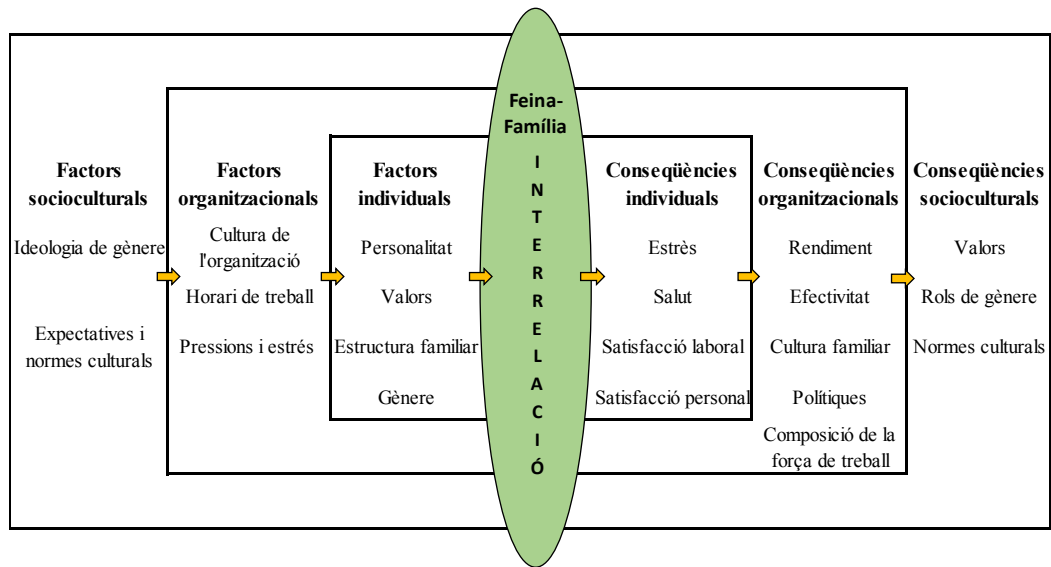 Factors
socioculturals
Ideologia de gènere
Expectatives i
normes culturals
Factors
organitzacionals
Cultura de
l'organització
Horari de treball
Pressions i estrés
Factors
individuals
Personalitat
Valors
Estructura familiar
Gènere
Feina-
Família
I
N
T
E
R
R
E
L
A
C
I
Ó
Conseqüències
individuals
Estrès
Salut
Satisfacció laboral
Satisfacció personal
Conseqüències
organitzacionals
Rendiment
Efectivitat
Cultura familiar
Polítiques
Composició de la
força de treball
Conseqüències
socioculturals
Valors
Rols de gènere
Normes culturals